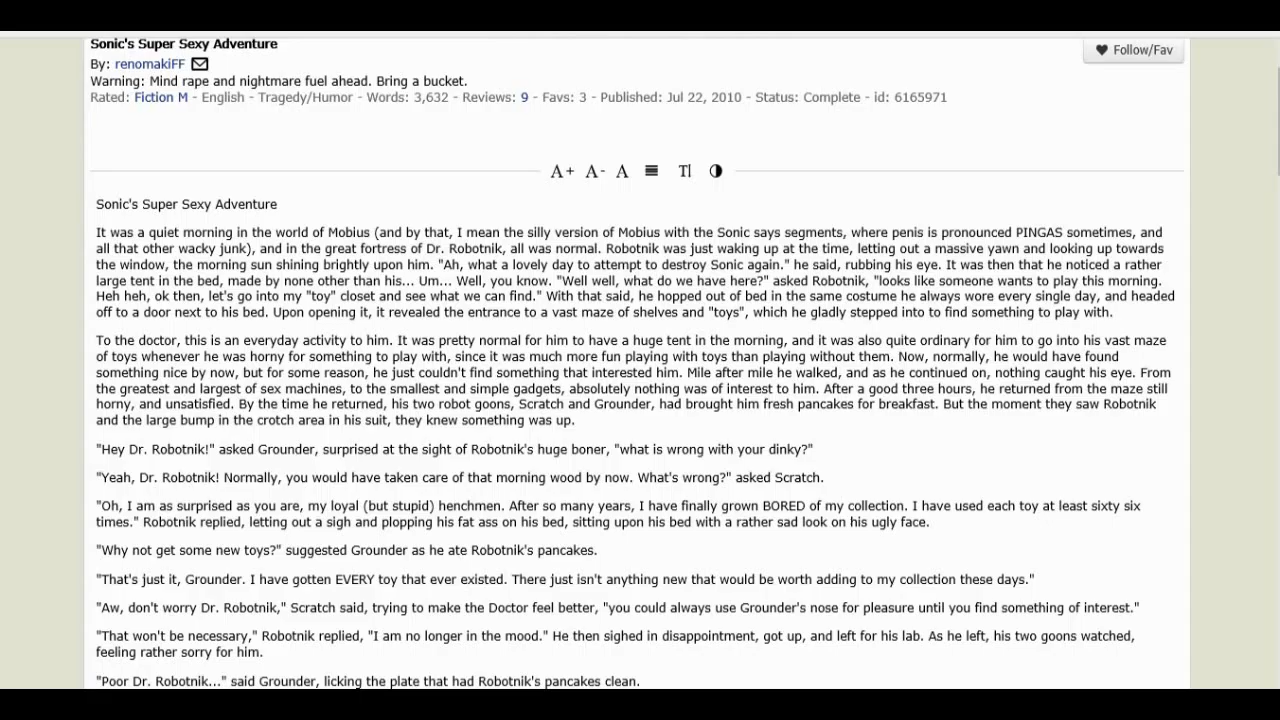 Sonic's Super Sexy Adventure
Follow/Fav
By: renomakiFF
Warning: Mind rape and nightmare fuel ahead. Bring a bucket.
Rated: Fiction M - English - Tragedy/Humor - Words: 3,632 - Reviews: 9 - Favs: 3 - Published: Jul 22, 2010 - Status: Complete - id: 6165971
A+ A- A T|
Sonic's Super Sexy Adventure
It was a quiet morning in the world of Mobius (and by that, I mean the silly version of Mobius with the Sonic says segments, where penis is pronounced PINGAS sometimes, and
all that other wacky junk), and in the great fortress of Dr. Robotnik, all was normal. Robotnik was just waking up at the time, letting out a massive yawn and looking up towards
the window, the morning sun shining brightly upon him. "Ah, what a lovely day to attempt to destroy Sonic again." he said, rubbing his eye. It was then that he noticed a rather
large tent in the bed, made by none other than his... Um... Well, you know. "Well well, what do we have here?" asked Robotnik, "looks like someone wants to play this morning.
Heh heh, ok then, let's go into my "toy" closet and see what we can find." With that said, he hopped out of bed in the same costume he always wore every single day, and headed
off to a door next to his bed. Upon opening it, it revealed the entrance to a vast maze of shelves and "toys", which he gladly stepped into to find something to play with.
To the doctor, this is an everyday activity to him. It was pretty normal for him to have a huge tent in the morning, and it was also quite ordinary for him to go into his vast maze
of toys whenever he was horny for something to play with, since it was much more fun playing with toys than playing without them. Now, normally, he would have found
something nice by now, but for some reason, he just couldn't find something that interested him. Mile after mile he walked, and as he continued on, nothing caught his eye. From
the greatest and largest of sex machines, to the smallest and simple gadgets, absolutely nothing was of interest to him. After a good three hours, he returned from the maze still
horny, and unsatisfied. By the time he returned, his two robot goons, Scratch and Grounder, had brought him fresh pancakes for breakfast. But the moment they saw Robotnik
and the large bump in the crotch area in his suit, they knew something was up.
"Hey Dr. Robotnik!" asked Grounder, surprised at the sight of Robotnik's huge boner, "what is wrong with your dinky?"
"Yeah, Dr. Robotnik! Normally, you would have taken care of that morning wood by now. What's wrong?" asked Scratch.
"Oh, I am as surprised as you are, my loyal (but stupid) henchmen. After so many years, I have finally grown BORED of my collection. I have used each toy at least sixty six
times." Robotnik replied, letting out a sigh and plopping his fat ass on his bed, sitting upon his bed with a rather sad look on his ugly face.
"Why not get some new toys?" suggested Grounder as he ate Robotnik's pancakes.
"That's just it, Grounder. I have gotten EVERY toy that ever existed. There just isn't anything new that would be worth adding to my collection these days."
"Aw, don't worry Dr. Robotnik," Scratch said, trying to make the Doctor feel better, "you could always use Grounder's nose for pleasure until you find something of interest."
"That won't be necessary," Robotnik replied, "I am no longer in the mood." He then sighed in disappointment, got up, and left for his lab. As he left, his two goons watched,
feeling rather sorry for him.
"Poor Dr. Robotnik..." said Grounder, licking the plate that had Robotnik's pancakes clean.